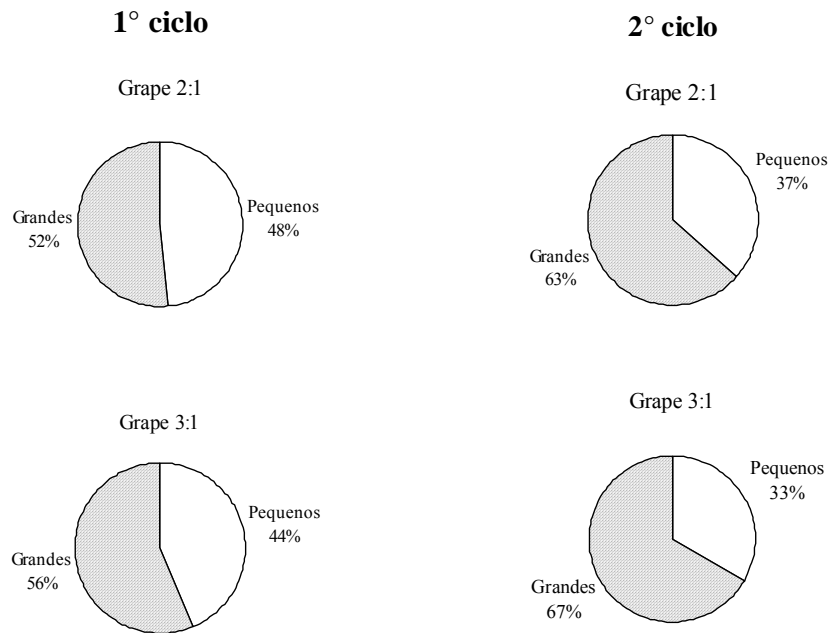 1° ciclo
2° ciclo
Grape 2:1
Grape 2:1
Grandes
52%
Pequenos
48%
Pequenos
37%
Grandes
63%
Grape 3:1
Grape 3:1
Grandes
56%
Pequenos
44%
Pequenos
33%
Grandes
67%